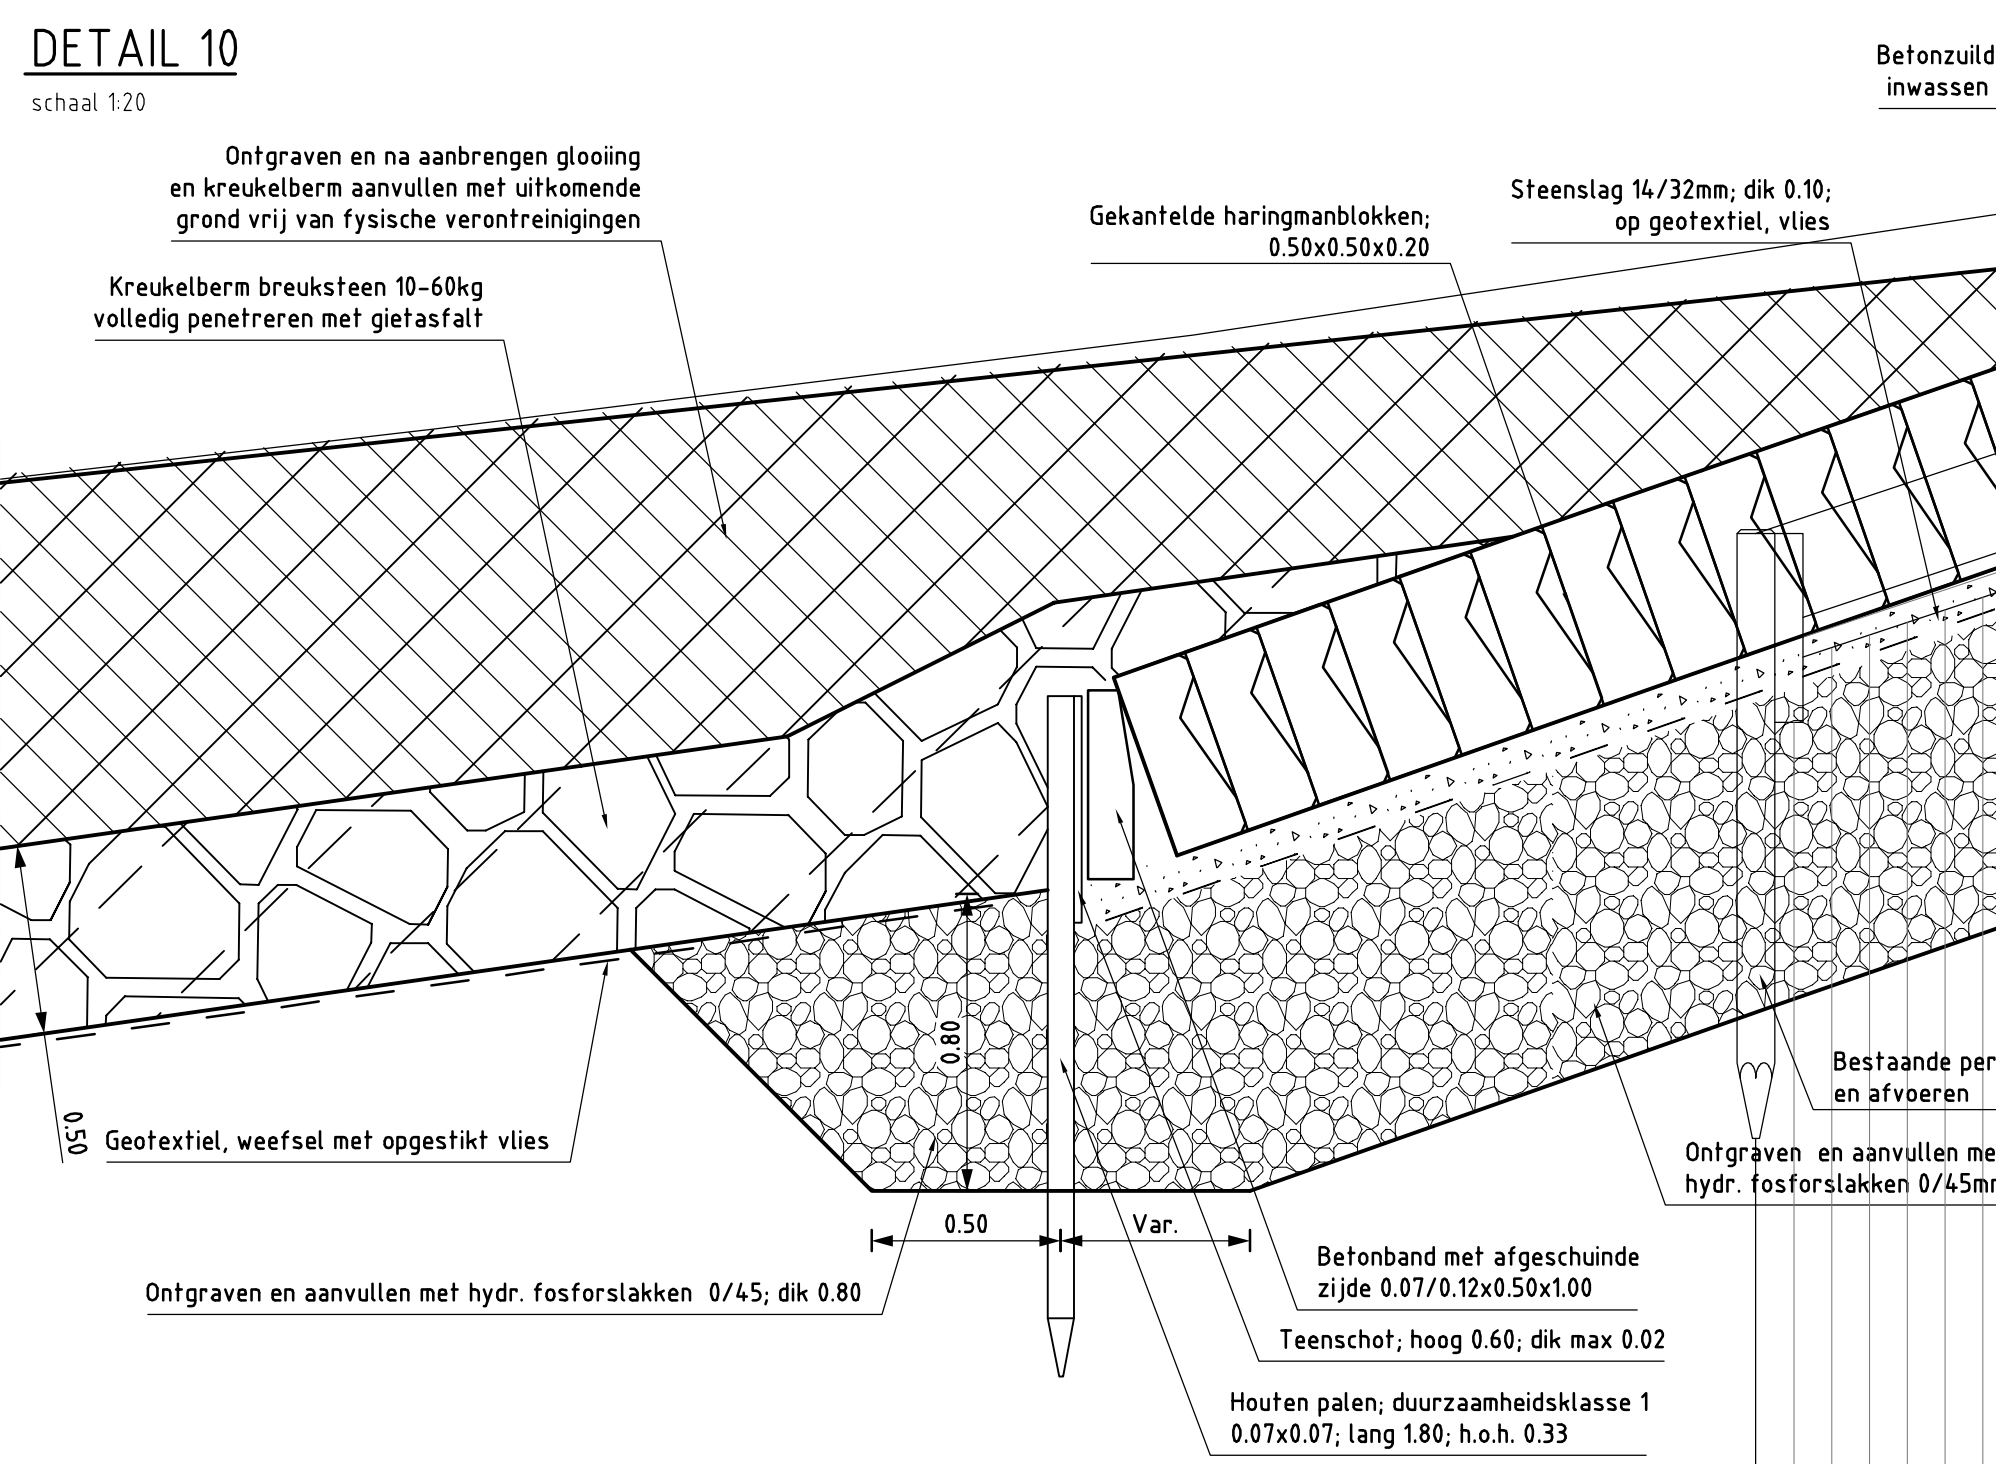 DETAIL 10
schaal 1:20
Betonzuild
inwassen
Ontgraven en na aanbrengen glooiing
en kreukelberm aanvullen met uitkomende
grond vrij van fysische verontreinigingen
Gekantelde haringmanblokken;
0.50x0.50x0.20
Steenslag 14/32mm; dik 0.10;
op geotextiel, vlies
Kreukelberm breuksteen 10-60kg
volledig penetreren met gietasfalt
0.80
0.50
Geotextiel, weefsel met opgestikt vlies
Bestaande per
en afvoeren
Ontgraven en aanvullen me
hydr. fosforslakken 0/45mm
0.50
Var.
Ontgraven en aanvullen met hydr. fosforslakken 0/45; dik 0.80
Betonband met afgeschuinde
zijde 0.07/0.12x0.50x1.00
Teenschot; hoog 0.60; dik max 0.02
Houten palen; duurzaamheidsklasse 1
0.07x0.07; lang 1.80; h.o.h. 0.33